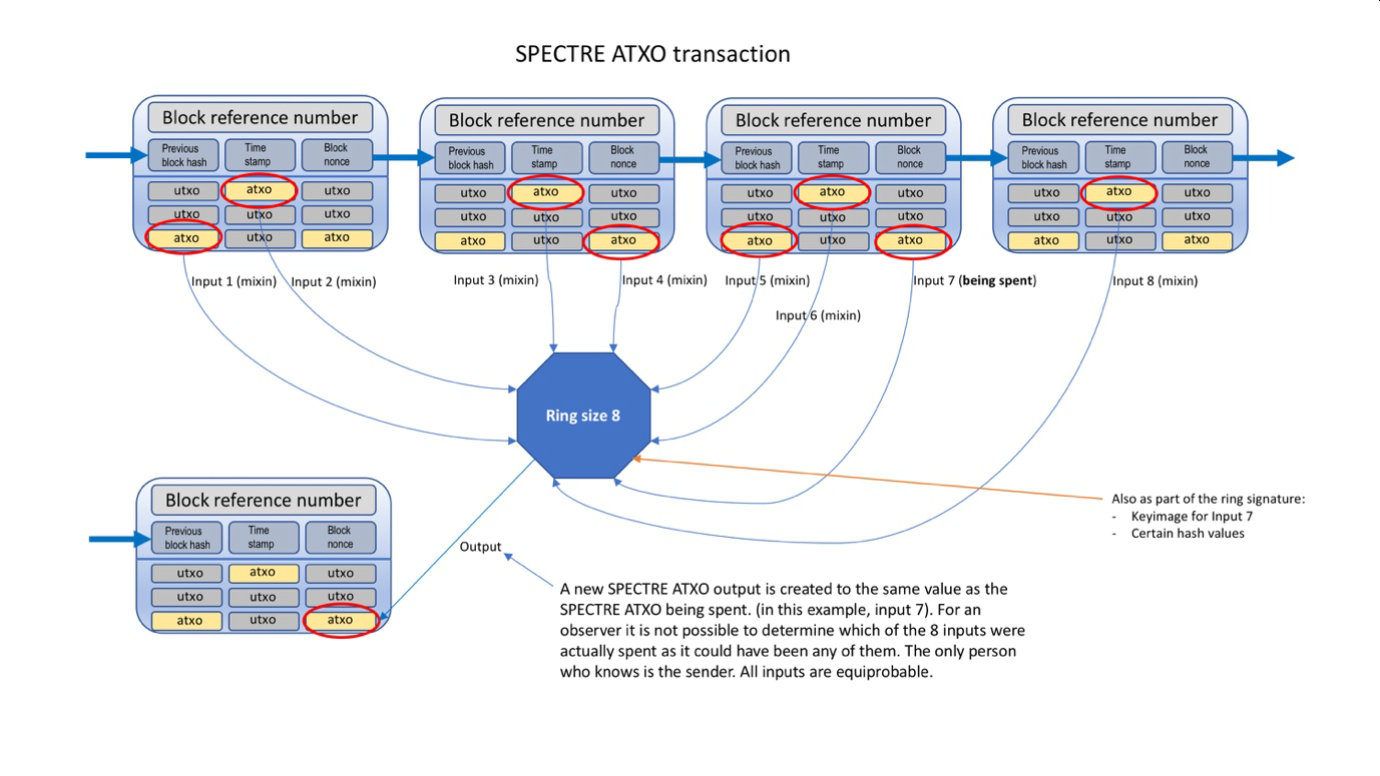 SPECTRE ATXO transaction
Block reference number
Previous block hash
Time stamp
Block nonce
utxo atxo utxo
utxo utxo utxo
atxo utxo atxo
Block reference number
Previous block hash
Time stamp
Block nonce
utxo atxo utxo
utxo utxo utxo
atxo utxo atxo
Block reference number
Previous block hash
Time stamp
Block nonce
utxo atxo utxo
utxo utxo utxo
atxo utxo atxo
Block reference number
Previous block hash
Time stamp
Block nonce
utxo atxo utxo
utxo utxo utxo
atxo utxo atxo
Input 1 (mixin)
Input 2 (mixin)
Input 3 (mixin)
Input 4 (mixin)
Input 5 (mixin)
Input 6 (mixin)
Input 7 (being spent)
Input 8 (mixin)
Ring size 8
Also as part of the ring signature:
- Keyimage for Input 7
- Certain hash values
Block reference number
Previous block hash
Time stamp
Block nonce
utxo atxo utxo
utxo utxo utxo
atxo utxo atxo
Output
A new SPECTRE ATXO output is created to the same value as the
SPECTRE ATXO being spent. (in this example, input 7). For an
observer it is not possible to determine which of the 8 inputs were
actually spent as it could have been any of them. The only person
who knows is the sender. All inputs are equiprobable.